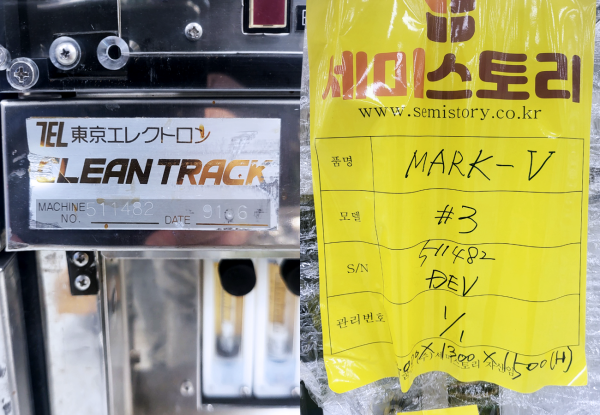 TEL 東京エレクトロン
CLEAN TRACK
MACHINE NO. 511482 DATE
세미스토리
www.semistory.co.kr
품명 MARK-V
모델 #3
S/N 511482
DEV
관리번호 1/1
X 1300 X 1500(H)